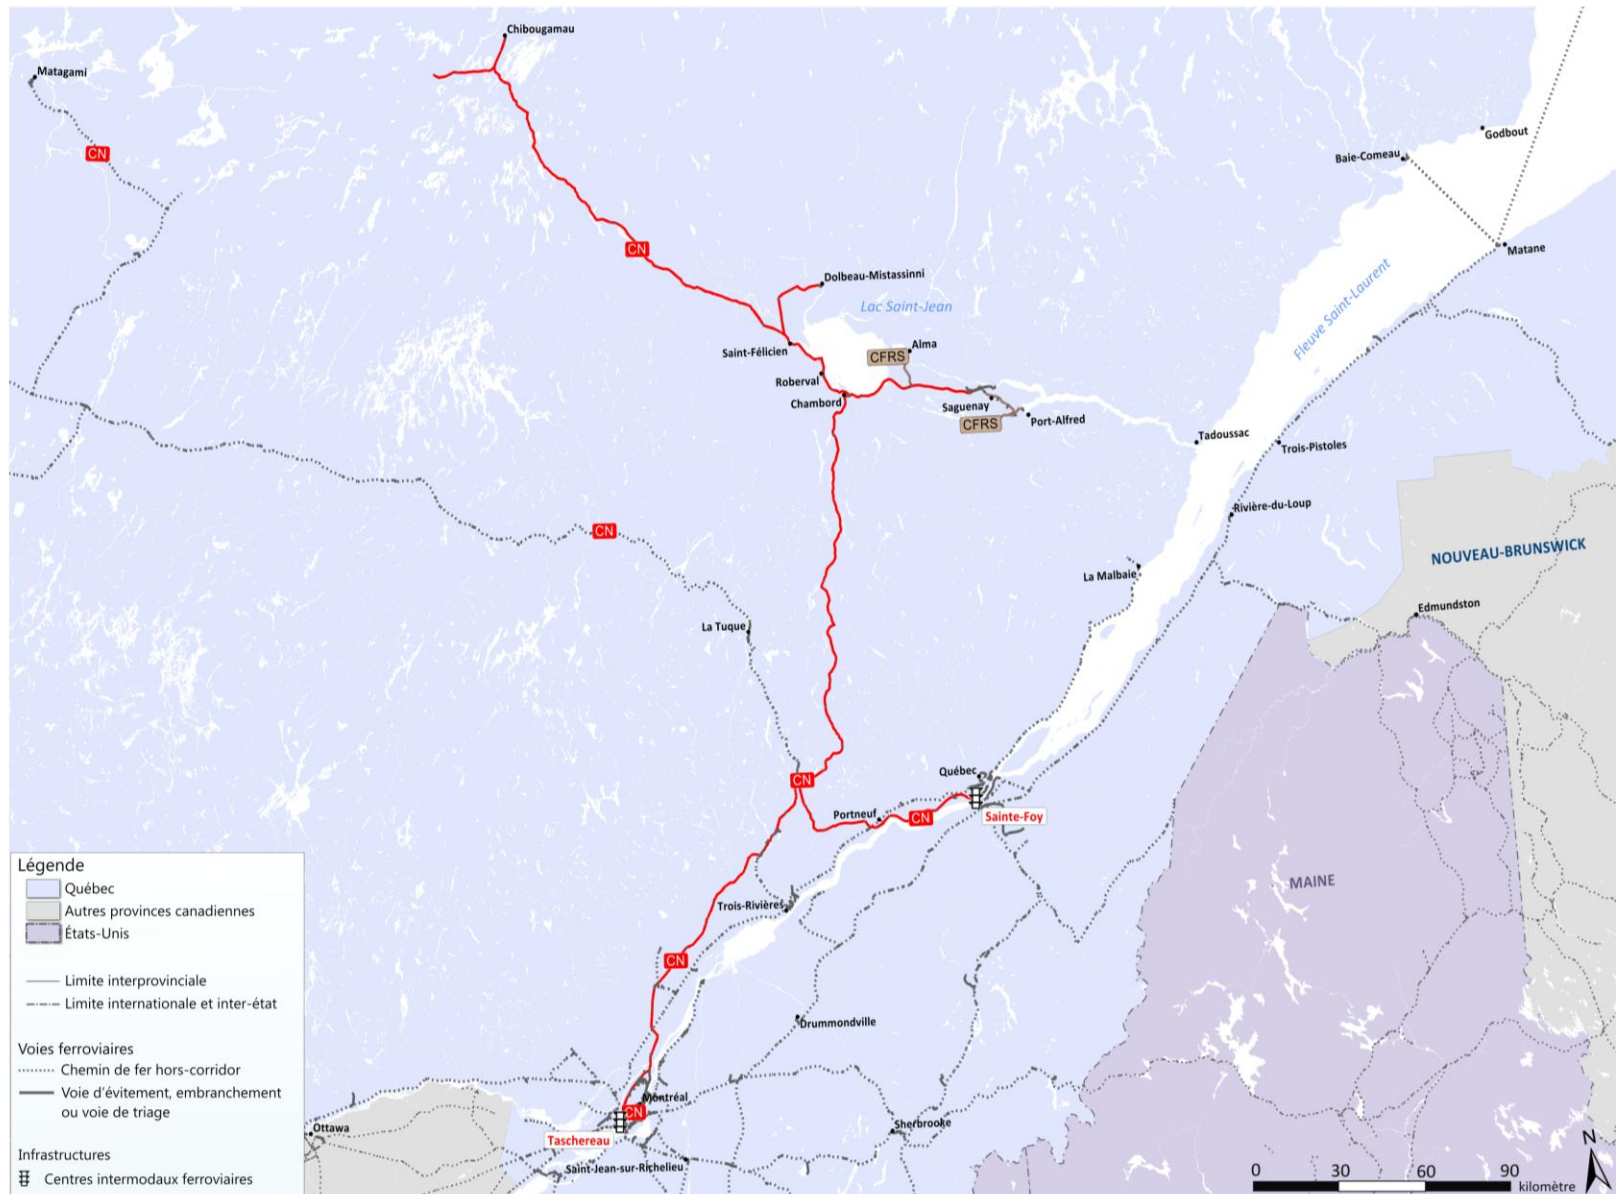 Chibougamau
Matagami
CN
Godbout
Baie-Comeau
CN
Matane
Dolbeau-Mistassinni
Lac Saint-Jean
Fleuve Saint-Laurent
Saint-Félicien
Alma
CFRS
Roberval
Chambord
Saguenay
Port-Alfred
CFRS
Tadoussac
Trois-Pistoles
Rivière-du-Loup
CN
NOUVEAU-BRUNSWICK
La Malbaie
Edmundston
La Tuque
Québec
CN
Portneuf
CN
Sainte-Foy
MAINE
Trois-Rivières
CN
Drummondville
Montréal
CN
Taschereau
Sherbrooke
Saint-Jean-sur-Richelieu
Ottawa
Légende
Québec
Autres provinces canadiennes
États-Unis
Limite interprovinciale
Limite internationale et inter-état
Voies ferroviaires
Chemin de fer hors-corridor
Voie d'évitement, embranchement
ou voie de triage
Infrastructures
Centres intermodaux ferroviaires
N
0 30 60 90
kilomètre